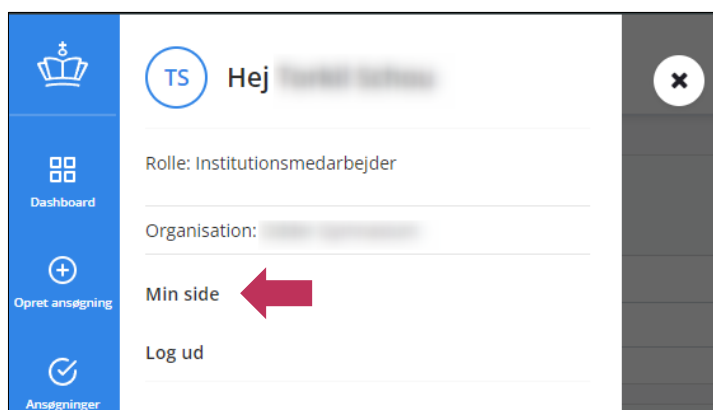 TS
Hej
Rolle: Institutionsmedarbejder
Organisation:
Min side
Log ud
Dashboard
Opret ansøgning
Ansøgninger